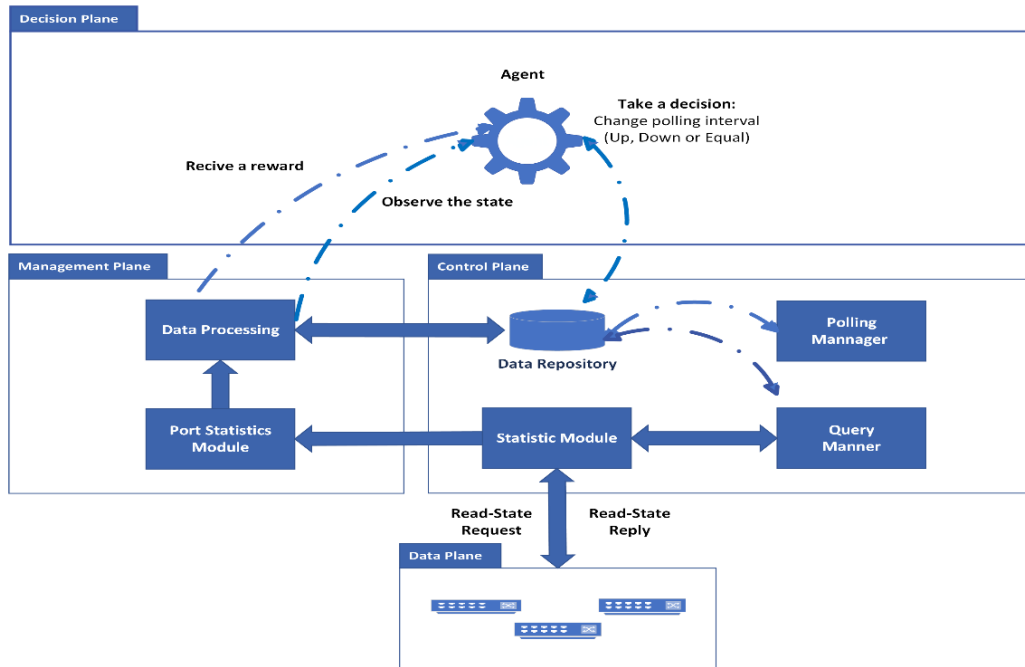 Decision Plane
Agent
Take a decision:
Change polling interval
(Up, Down or Equal)
Recive a reward
Observe the state
Management Plane
Control Plane
Data Processing
Data Repository
Polling
Mannager
Port Statistics
Module
Statistic Module
Query
Manner
Read-State
Request
Read-State
Reply
Data Plane